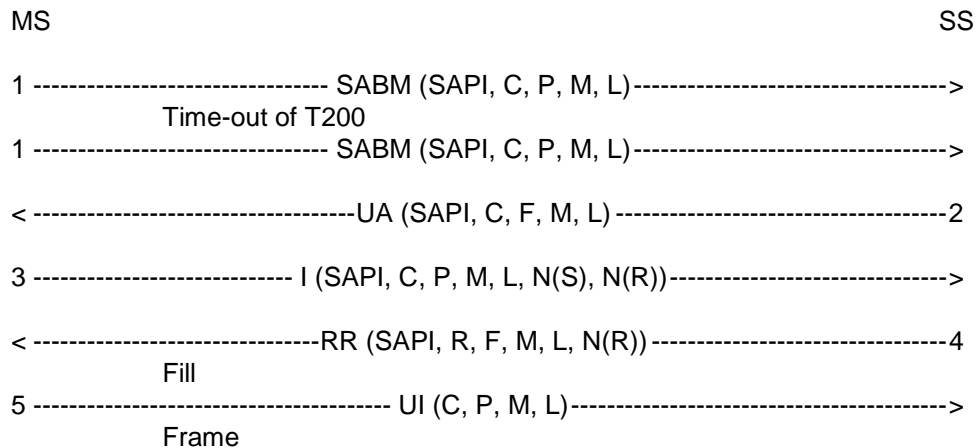 MS SS
1 --------------------------------- SABM (SAPI, C, P, M, L)----------------------------------->
Time-out of T200
1 --------------------------------- SABM (SAPI, C, P, M, L)----------------------------------->
< ------------------------------------UA (SAPI, C, F, M, L) -------------------------------------2
3 ----------------------------- I (SAPI, C, P, M, L, N(S), N(R))------------------------------->
< --------------------------------RR (SAPI, R, F, M, L, N(R)) ---------------------------------4
Fill
5 ---------------------------------------- UI (C, P, M, L)------------------------------------------>
Frame